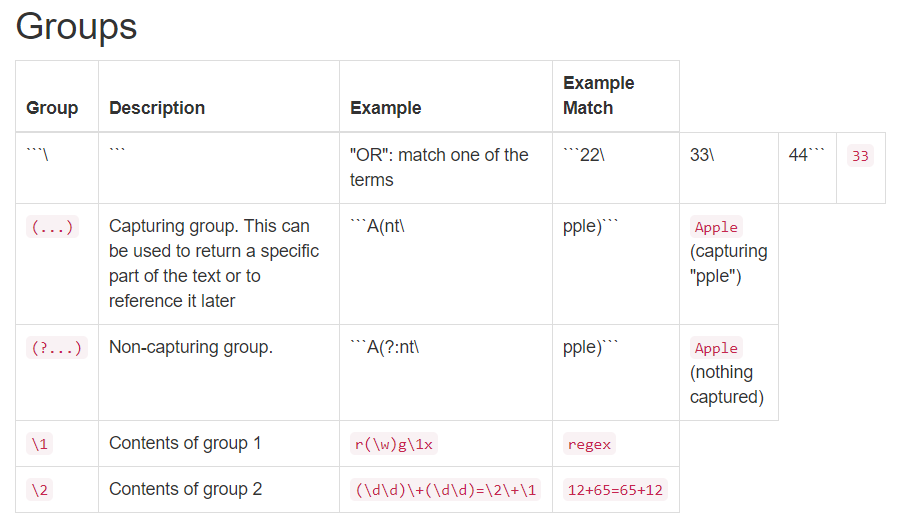 Groups
Group Description Example Example
Match
```\ ``` "OR": match one of the ```22\ 33\ 44``` 33
terms
(...) Capturing group. This can ```A(nt\ pple)``` Apple
be used to return a specific (capturing
part of the text or to "pple")
reference it later
(?...) Non-capturing group. ```A(?:nt\ pple)``` Apple
(nothing
captured)
\1 Contents of group 1 r(\w)g\1x regex
\2 Contents of group 2 (\d\d)\+(\d\d)=\2\+\1 12+65=65+12